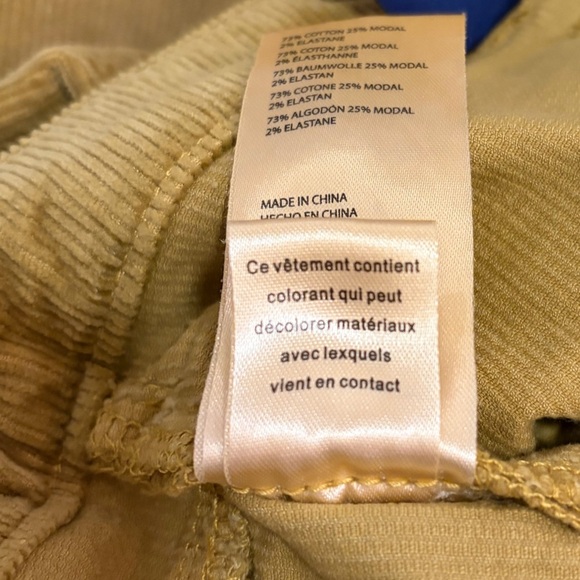 73% COTTON 25% MODAL
2% ELASTANE
73% COTON 25% MODAL
2% ÉLASTHANNE
73% BAUMWOLLE 25% MODAL
2% ELASTAN
73% COTONE 25% MODAL
2% ELASTAN
73% ALGODÓN 25% MODAL
2% ELASTANE
MADE IN CHINA
HECHO EN CHINA
Ce vêtement contient
colorant qui peut
décolorer matériaux
avec lexquels
vient en contact